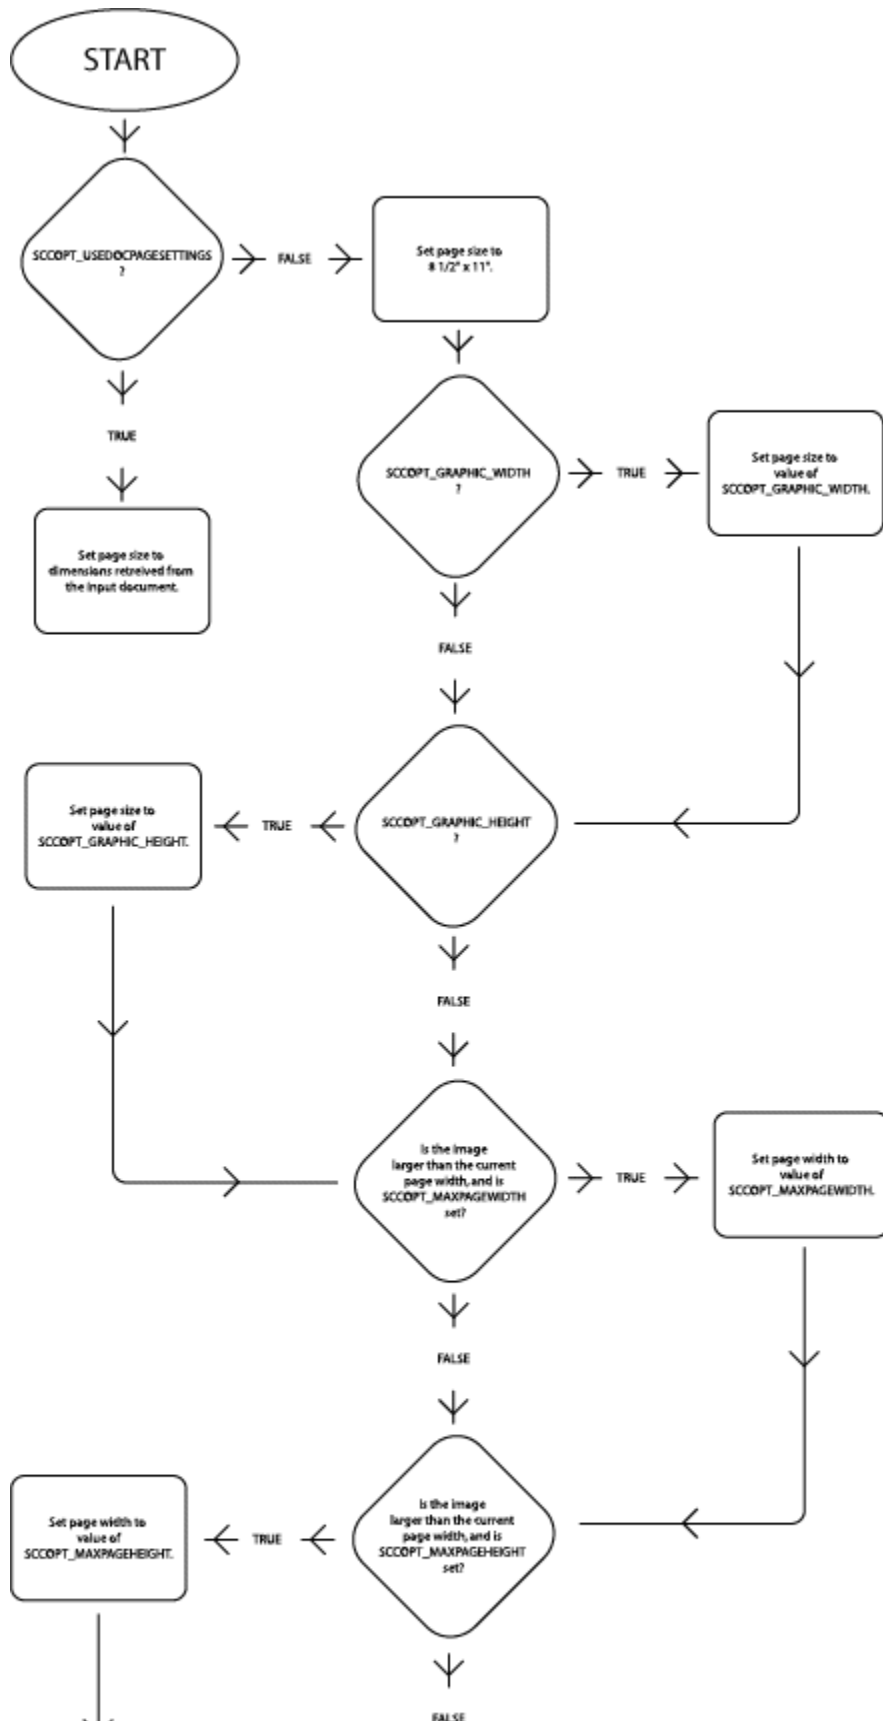 START
SCCOPT_USEDOCPAGESETTINGS
?
FALSE
Set page size to
8 1/2" x 11".
TRUE
Set page size to
dimensions retreived from
the input document.
SCCOPT_GRAPHIC_WIDTH
?
TRUE
Set page size to
value of
SCCOPT_GRAPHIC_WIDTH.
FALSE
SCCOPT_GRAPHIC_HEIGHT
?
TRUE
Set page size to
value of
SCCOPT_GRAPHIC_HEIGHT.
FALSE
Is the image
larger than the current
page width, and is
SCCOPT_MAXPAGEWIDTH
set?
TRUE
Set page width to
value of
SCCOPT_MAXPAGEWIDTH.
FALSE
Is the image
larger than the current
page width, and is
SCCOPT_MAXPAGEHEIGHT
set?
TRUE
Set page width to
value of
SCCOPT_MAXPAGEHEIGHT.
FALSE